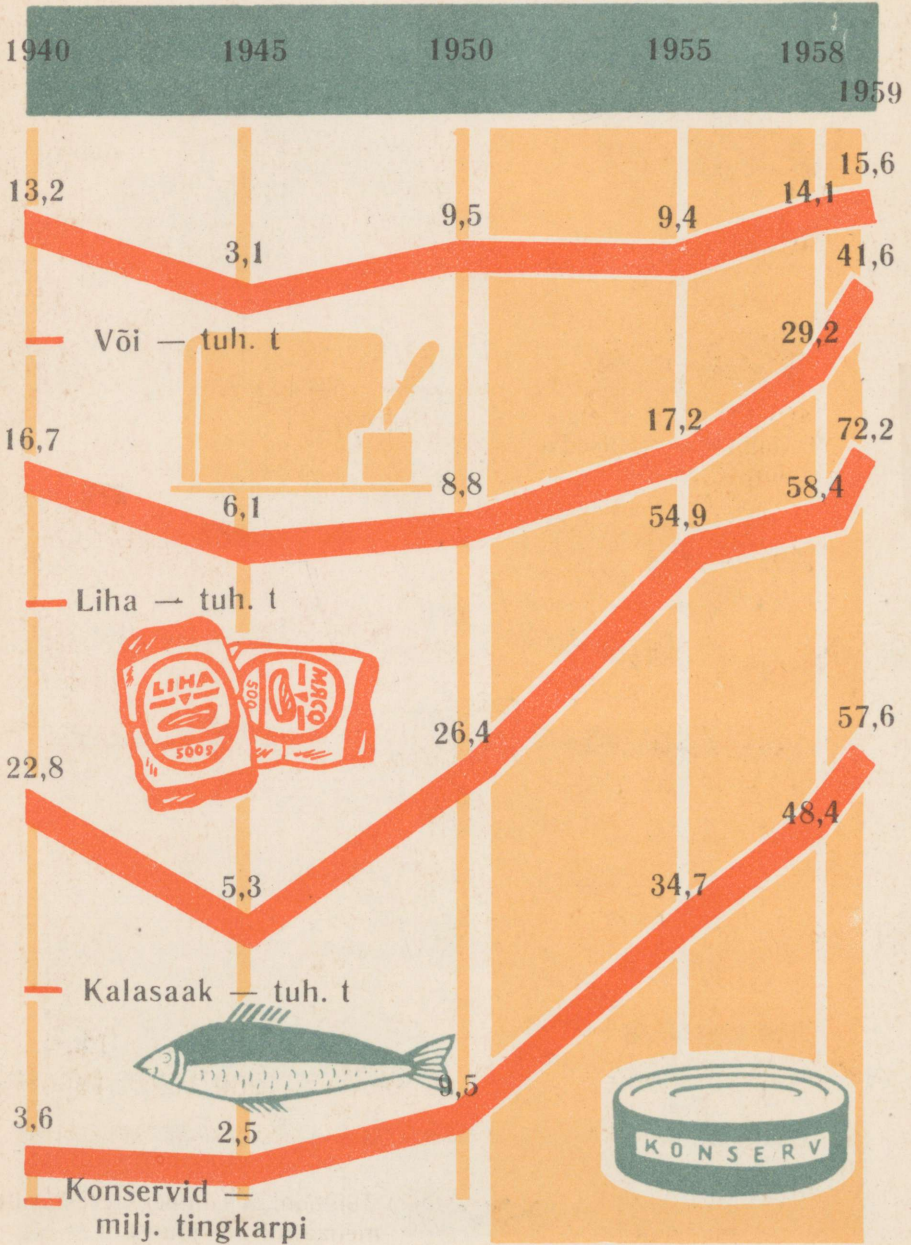 1940 1945 1950 1955 1958
1959
15,6
13,2 9,5 9,4 14,1
3,1
41,6
Või — tuh. t
29,2
16,7 17,2 72,2
6,1 8,8 54,9 58,4
Liha — tuh. t
LIHA
500g
МЯСО
500
22,8 26,4 57,6
5,3 34,7 48,4
Kalasaak — tuh. t
3,6 2,5 9,5
KONSERV
Konservid —
milj. tingkarpi